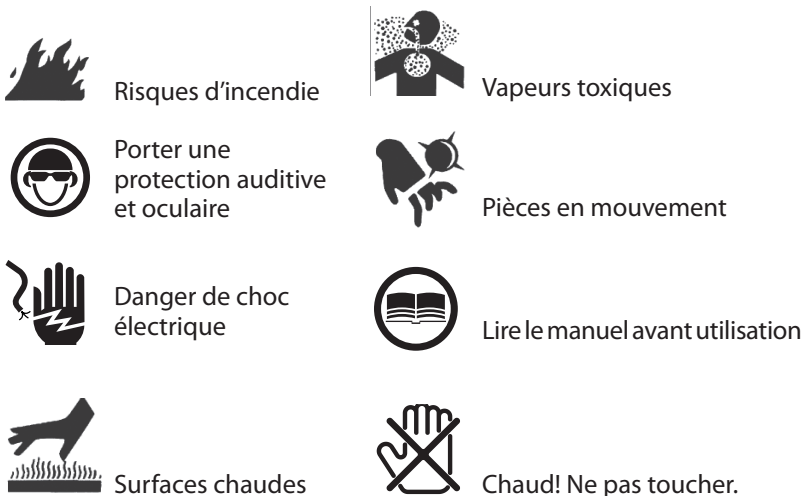 Risques d’incendie
Vapeurs toxiques
Porter une
protection auditive
et oculaire
Pièces en mouvement
Danger de choc
électrique
Lire le manuel avant utilisation
Surfaces chaudes
Chaud! Ne pas toucher.